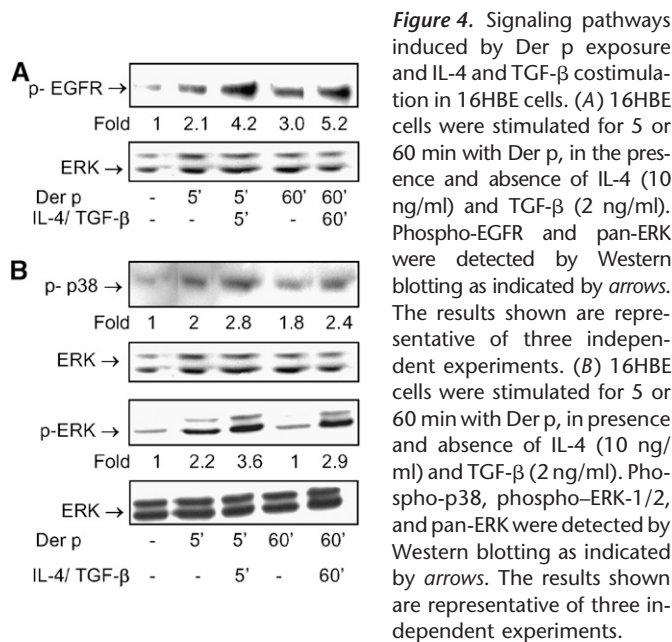 A
p- EGFR →
Fold 1 2.1 4.2 3.0 5.2
ERK →
Der p - 5' 5' 60' 60'
IL-4/ TGF-β - - 5' - 60'
B
p- p38 →
Fold 1 2 2.8 1.8 2.4
ERK →
p-ERK →
Fold 1 2.2 3.6 1 2.9
ERK →
Der p - 5' 5' 60' 60'
IL-4/ TGF-β - - 5' - 60'
Figure 4. Signaling pathways
induced by Der p exposure
and IL-4 and TGF-β costimula-
tion in 16HBE cells. (A) 16HBE
cells were stimulated for 5 or
60 min with Der p, in the pres-
ence and absence of IL-4 (10
ng/ml) and TGF-β (2 ng/ml).
Phospho-EGFR and pan-ERK
were detected by Western
blotting as indicated by arrows.
The results shown are repre-
sentative of three indepen-
dent experiments. (B) 16HBE
cells were stimulated for 5 or
60 min with Der p, in presence
and absence of IL-4 (10 ng/
ml) and TGF-β (2 ng/ml). Pho-
spho-p38, phospho–ERK-1/2,
and pan-ERK were detected by
Western blotting as indicated
by arrows. The results shown
are representative of three in-
dependent experiments.